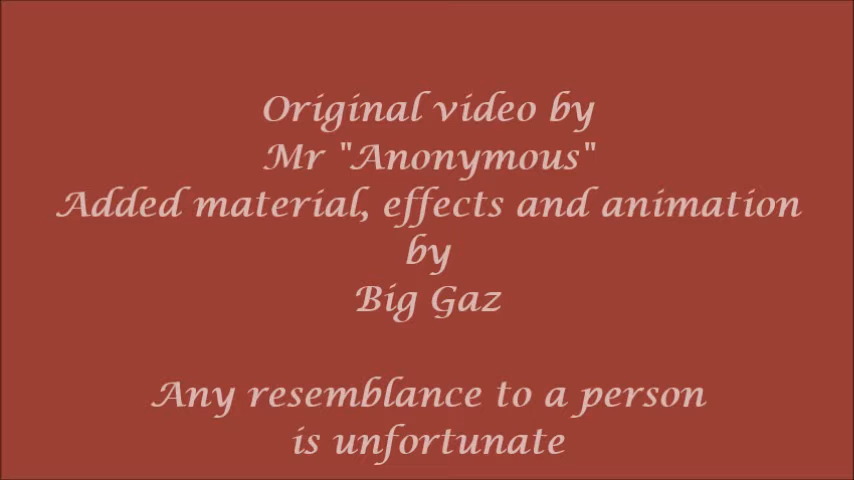 Original video by
Mr "Anonymous"
Added material, effects and animation
by
Big Gaz
Any resemblance to a person
is unfortunate